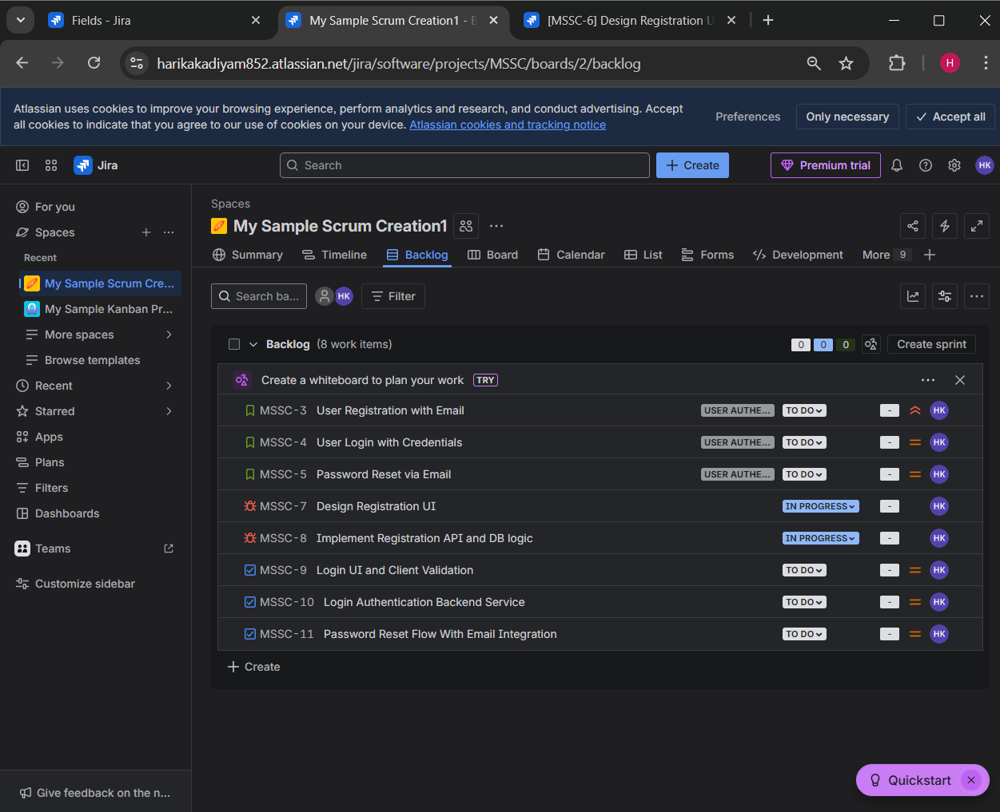 Fields - Jira
My Sample Scrum Creation1 -
[MSSC-6] Design Registration U
harikakadiyam852.atlassian.net/jira/software/projects/MSSC/boards/2/backlog
H
Atlassian uses cookies to improve your browsing experience, perform analytics and research, and conduct advertising. Accept
all cookies to indicate that you agree to our use of cookies on your device. Atlassian cookies and tracking notice
Preferences
Only necessary
Accept all
Jira
Search
Create
Premium trial
HK
For you
Spaces
Recent
My Sample Scrum Cre...
My Sample Kanban Pr...
More spaces
Browse templates
Recent
Starred
Apps
Plans
Filters
Dashboards
Teams
Customize sidebar
Give feedback on the n...
Spaces
My Sample Scrum Creation1
Summary
Timeline
Backlog
Board
Calendar
List
Forms
Development
More 9
Search ba...
HK
Filter
Backlog (8 work items)
0 0 0
Create sprint
Create a whiteboard to plan your work TRY
MSSC-3 User Registration with Email USER AUTHE... TO DO - HK
MSSC-4 User Login with Credentials USER AUTHE... TO DO - HK
MSSC-5 Password Reset via Email USER AUTHE... TO DO - HK
MSSC-7 Design Registration UI IN PROGRESS - HK
MSSC-8 Implement Registration API and DB logic IN PROGRESS - HK
MSSC-9 Login UI and Client Validation TO DO - HK
MSSC-10 Login Authentication Backend Service TO DO - HK
MSSC-11 Password Reset Flow With Email Integration TO DO - HK
Create
Quickstart